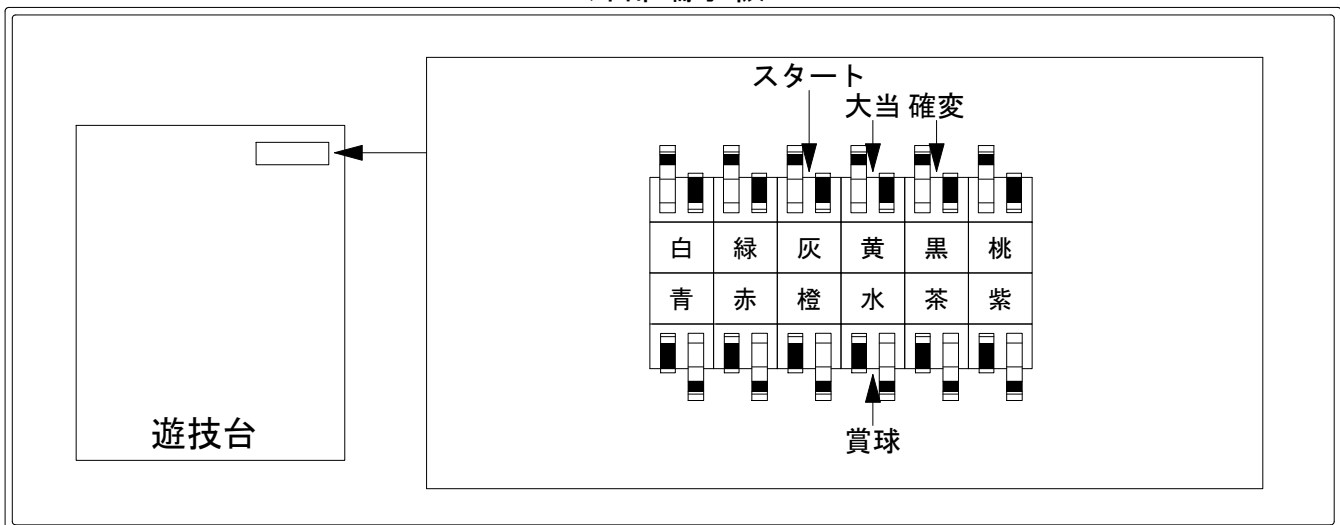 スタート
大当 確変
白 緑 灰 黄 黒 桃
青 赤 橙 水 茶 紫
賞球
遊技台